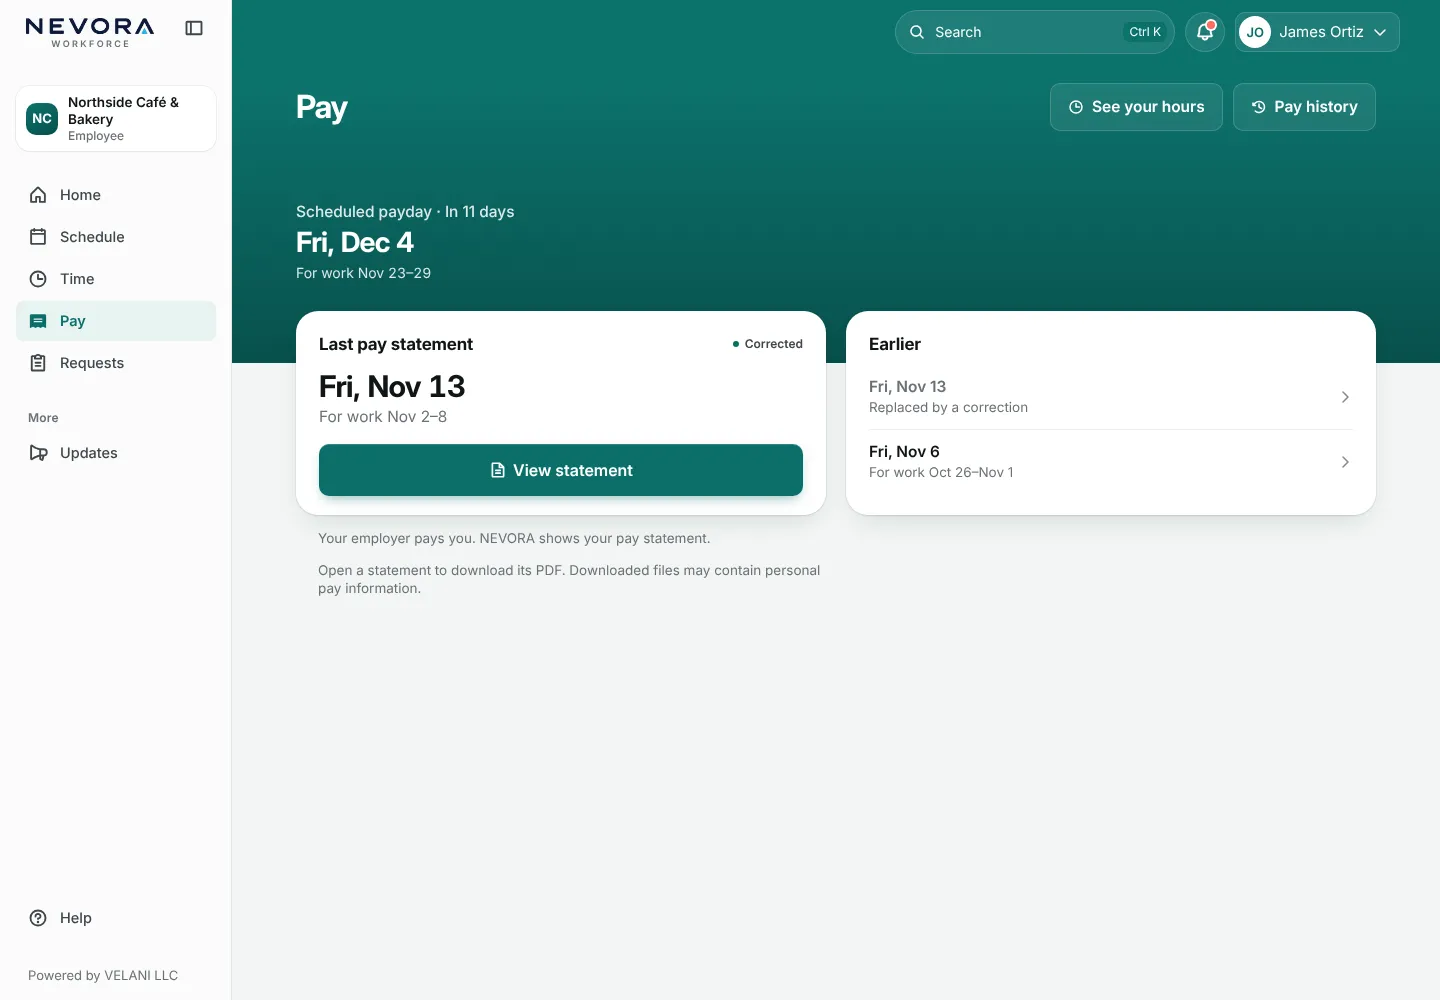 NEVORA
WORKFORCE
Search
Ctrl K
JO
James Ortiz
NC
Northside Café &
Bakery
Employee
Home
Schedule
Time
Pay
Requests
More
Updates
Help
Powered by VELANI LLC
Pay
See your hours
Pay history
Scheduled payday · In 11 days
Fri, Dec 4
For work Nov 23–29
Last pay statement
Corrected
Fri, Nov 13
For work Nov 2–8
View statement
Your employer pays you. NEVORA shows your pay statement.
Open a statement to download its PDF. Downloaded files may contain personal
pay information.
Earlier
Fri, Nov 13
Replaced by a correction
Fri, Nov 6
For work Oct 26–Nov 1